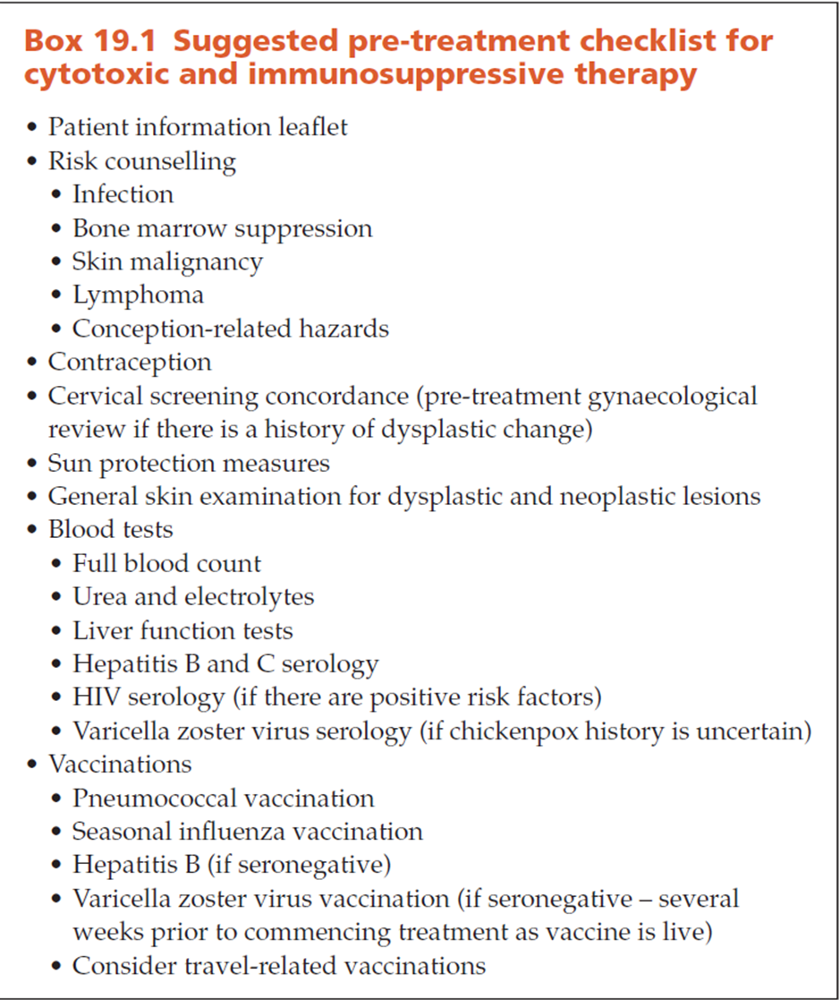 Box 19.1 Suggested pre-treatment checklist for
cytotoxic and immunosuppressive therapy
• Patient information leaflet
• Risk counselling
• Infection
• Bone marrow suppression
• Skin malignancy
• Lymphoma
• Conception-related hazards
• Contraception
• Cervical screening concordance (pre-treatment gynaecological
review if there is a history of dysplastic change)
• Sun protection measures
• General skin examination for dysplastic and neoplastic lesions
• Blood tests
• Full blood count
• Urea and electrolytes
• Liver function tests
• Hepatitis B and C serology
• HIV serology (if there are positive risk factors)
• Varicella zoster virus serology (if chickenpox history is uncertain)
• Vaccinations
• Pneumococcal vaccination
• Seasonal influenza vaccination
• Hepatitis B (if seronegative)
• Varicella zoster virus vaccination (if seronegative – several
weeks prior to commencing treatment as vaccine is live)
• Consider travel-related vaccinations